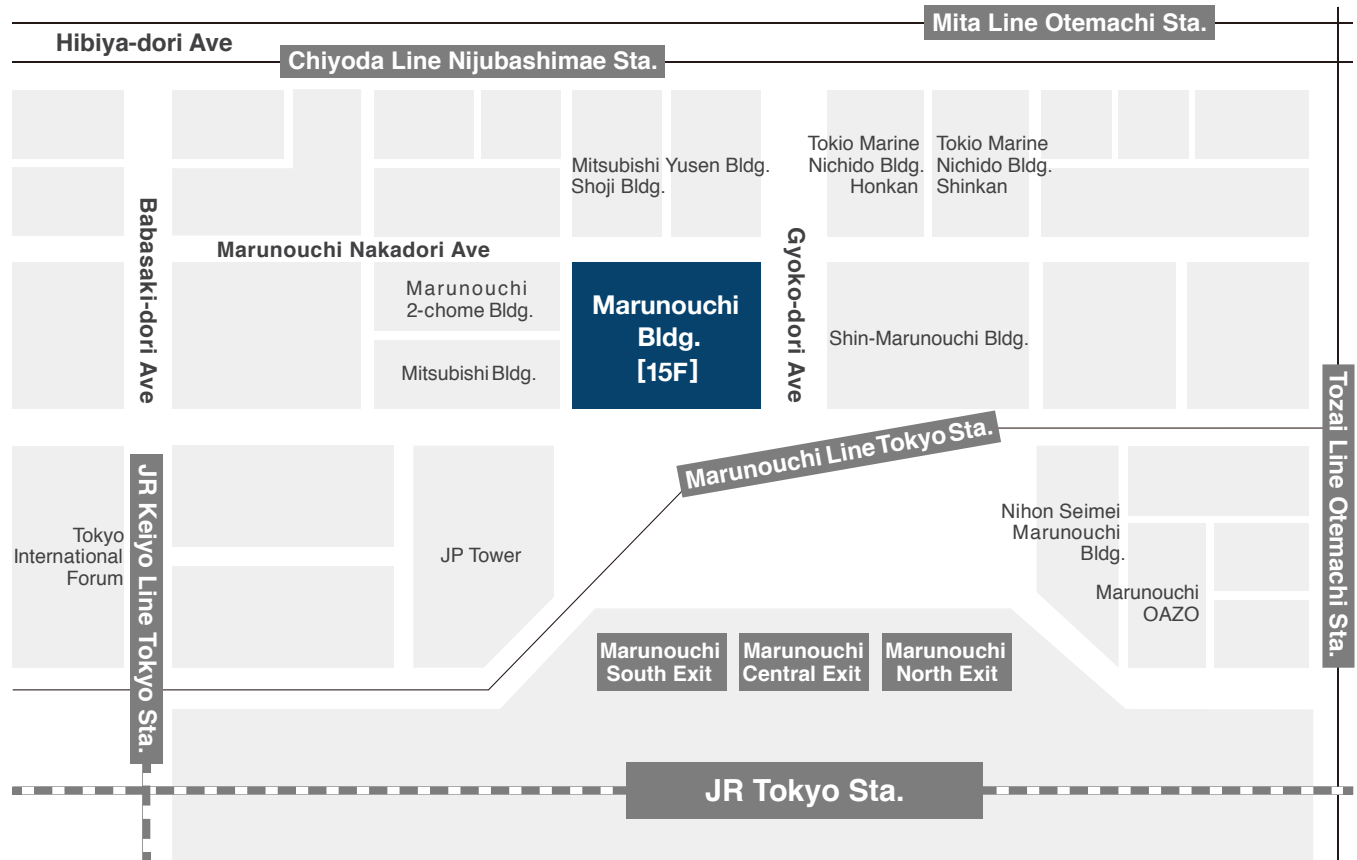 Mita Line Otemachi Sta.
Hibiya-dori Ave
Chiyoda Line Nijubashimae Sta.
Mitsubishi
Shoji Bldg.
Yusen Bldg.
Tokio Marine
Nichido Bldg.
Honkan
Tokio Marine
Nichido Bldg.
Shinkan
Babasaki-dori Ave
Marunouchi Nakadori Ave
Gyoko-dori Ave
Marunouchi
2-chome Bldg.
Mitsubishi Bldg.
Marunouchi
Bldg.
[15F]
Shin-Marunouchi Bldg.
Tozai Line Otemachi Sta.
Marunouchi Line Tokyo Sta.
JR Keiyo Line Tokyo Sta.
Tokyo
International
Forum
JP Tower
Nihon Seimei
Marunouchi
Bldg.
Marunouchi
OAZO
Marunouchi
South Exit
Marunouchi
Central Exit
Marunouchi
North Exit
JR Tokyo Sta.